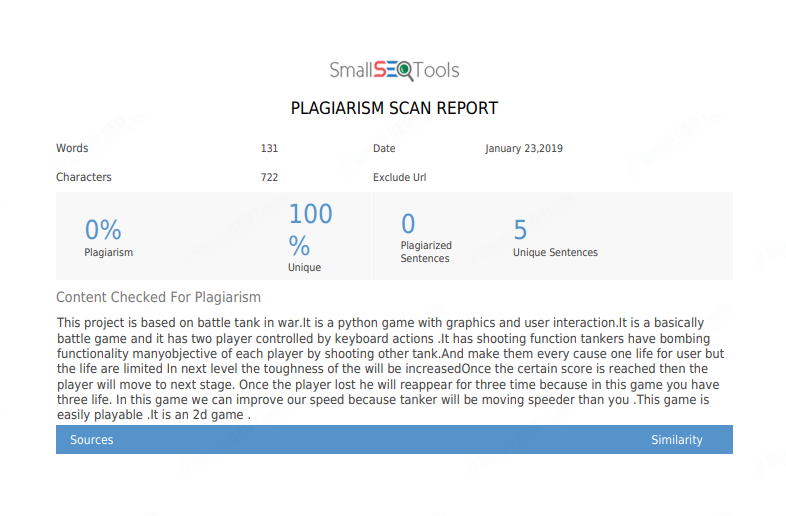 SmallSEOTools
PLAGIARISM SCAN REPORT
Words 131 Date January 23,2019
Characters 722 Exclude Url
0%
Plagiarism
100
%
Unique
0
Plagiarized
Sentences
5
Unique Sentences
Content Checked For Plagiarism
This project is based on battle tank in war.It is a python game with graphics and user interaction.It is a basically
battle game and it has two player controlled by keyboard actions .It has shooting function tankers have bombing
functionality manyobjective of each player by shooting other tank.And make them every cause one life for user but
the life are limited In next level the toughness of the will be increasedOnce the certain score is reached then the
player will move to next stage. Once the player lost he will reappear for three time because in this game you have
three life. In this game we can improve our speed because tanker will be moving speeder than you .This game is
easily playable .It is an 2d game .
Sources Similarity